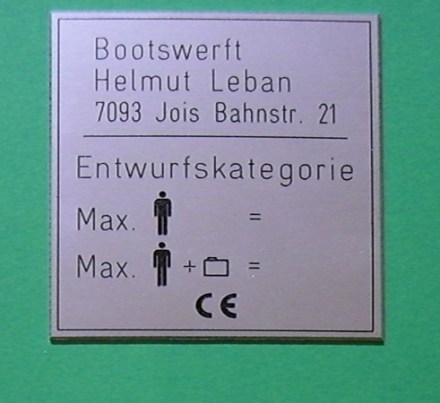 Bootswerft
Helmut Leban
7093 Jois Bahnstr. 21
Entwurfskategorie
Max. =
Max. + =
CE